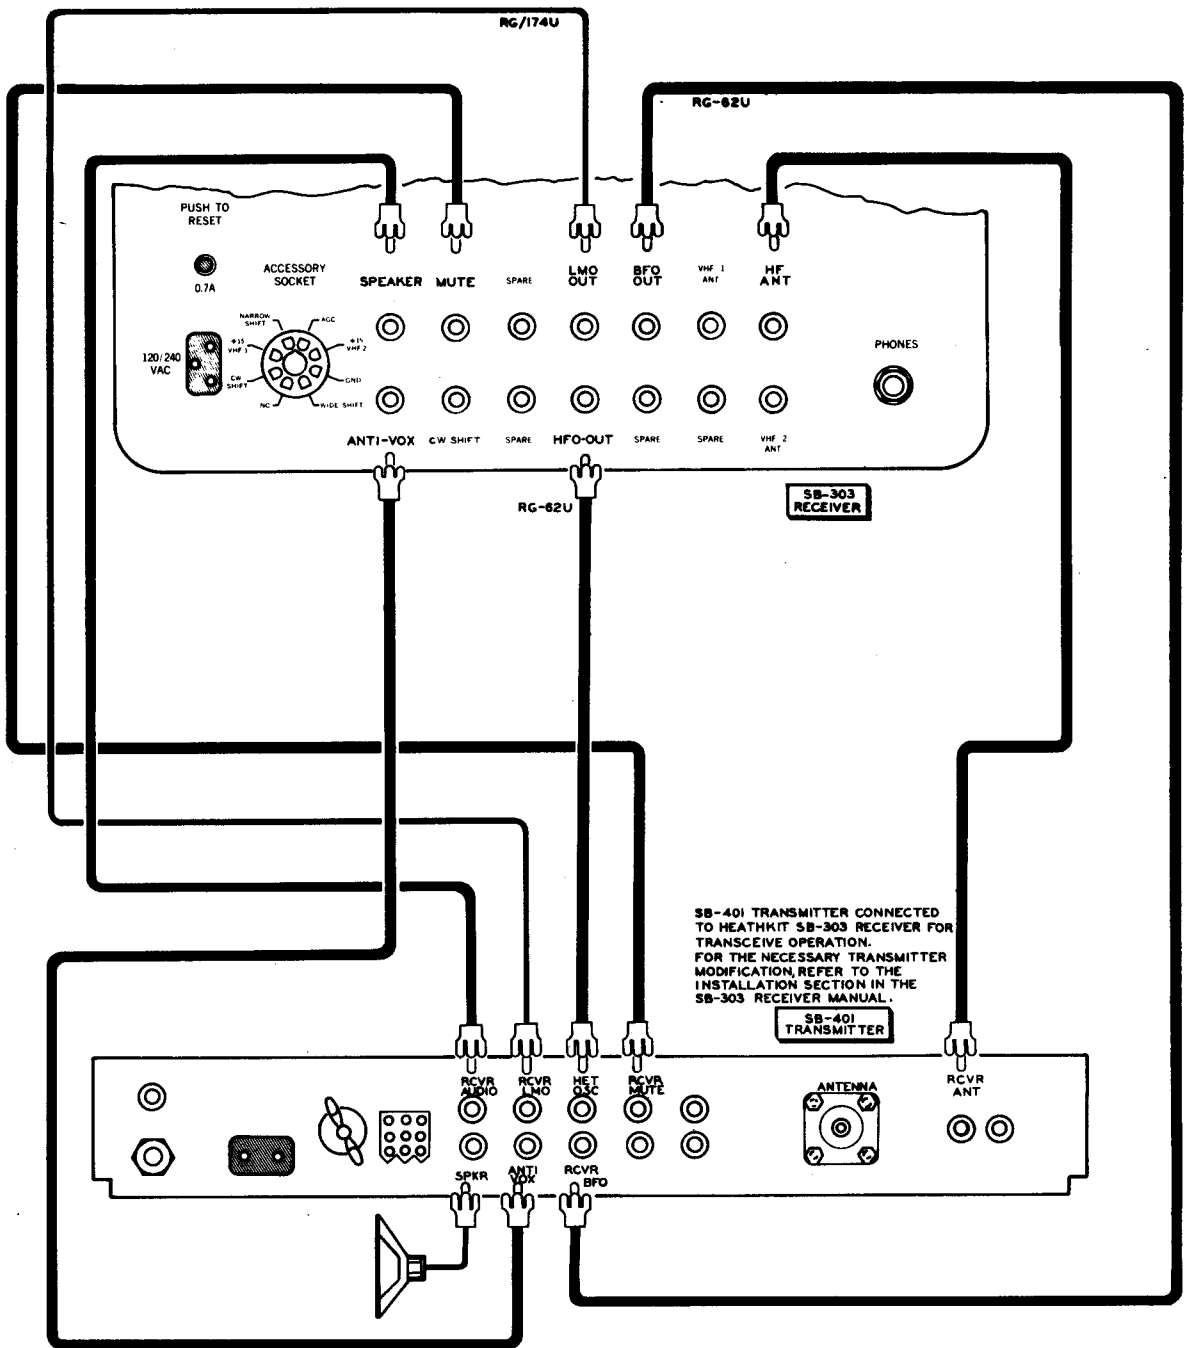 RG/174U
RG-62U
PUSH TO
RESET
0.7A
ACCESSORY
SOCKET
SPEAKER
MUTE
SPARE
LMO
OUT
BFO
OUT
VHF 1
ANT
HF
ANT
NARROW
SHIFT
AGC
+15
VHF 1
+15
VHF 2
120/240
VAC
CW
SHIFT
GND
NC
WIDE SHIFT
PHONES
ANTI-VOX
CW SHIFT
SPARE
HFO-OUT
SPARE
SPARE
VHF 2
ANT
RG-62U
SB-303
RECEIVER
SB-401 TRANSMITTER CONNECTED
TO HEATHKIT SB-303 RECEIVER FOR
TRANSCEIVE OPERATION.
FOR THE NECESSARY TRANSMITTER
MODIFICATION, REFER TO THE
INSTALLATION SECTION IN THE
SB-303 RECEIVER MANUAL.
SB-401
TRANSMITTER
RCVR
AUDIO
RCVR
LMO
HET
OSC
RCVR
MUTE
ANTENNA
RCVR
ANT
SPKR
ANTI
VOX
RCVR
BFO